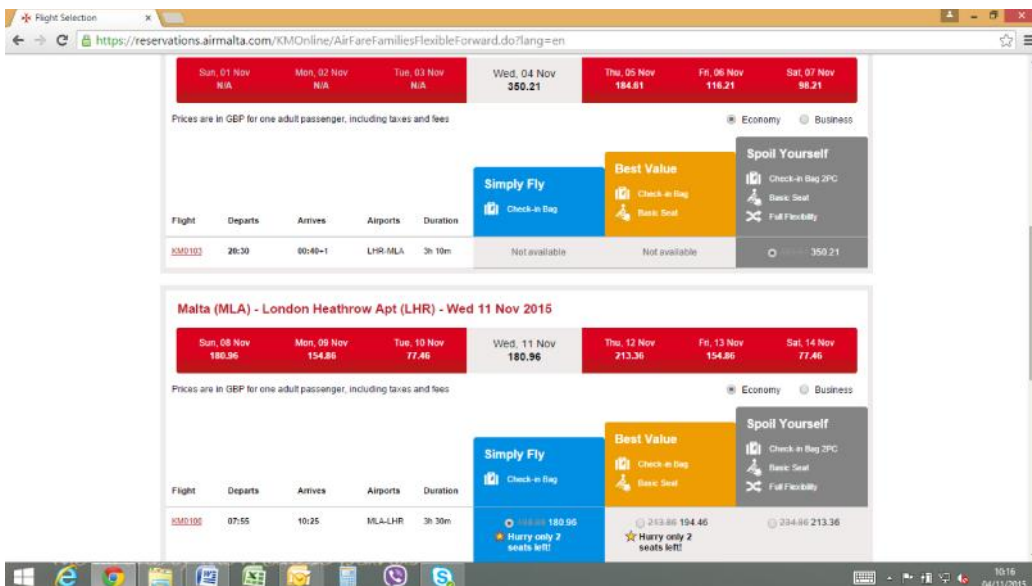 Flight Selection
https://reservations.airmalta.com/KMOnline/AirFareFamiliesFlexibleForward.do?lang=en
Sun, 01 Nov Mon, 02 Nov Tue, 03 Nov Wed, 04 Nov Thu, 05 Nov Fri, 06 Nov Sat, 07 Nov
N/A N/A N/A 350.21 184.61 116.21 98.21
Prices are in GBP for one adult passenger, including taxes and fees Economy Business
Spoil Yourself
Best Value
Check-in Bag 2PC
Simply Fly
Check-in Bag
Basic Seat
Check-in Bag
Basic Seat
Full Flexibility
Flight Departs Arrives Airports Duration
KM0103 20:30 00:40+1 LHR-MLA 3h 10m Not available Not available 350.21
Malta (MLA) - London Heathrow Apt (LHR) - Wed 11 Nov 2015
Sun, 08 Nov Mon, 09 Nov Tue, 10 Nov Wed, 11 Nov Thu, 12 Nov Fri, 13 Nov Sat, 14 Nov
180.96 154.86 77.46 180.96 213.36 154.86 77.46
Prices are in GBP for one adult passenger, including taxes and fees Economy Business
Spoil Yourself
Best Value
Check-in Bag 2PC
Simply Fly
Check-in Bag
Basic Seat
Check-in Bag
Basic Seat
Full Flexibility
Flight Departs Arrives Airports Duration
KM0100 07:55 10:25 MLA-LHR 3h 30m 180.96 213.86 194.46 234.86 213.36
Hurry only 2 Hurry only 2
seats left! seats left!
10:16
04/11/2015